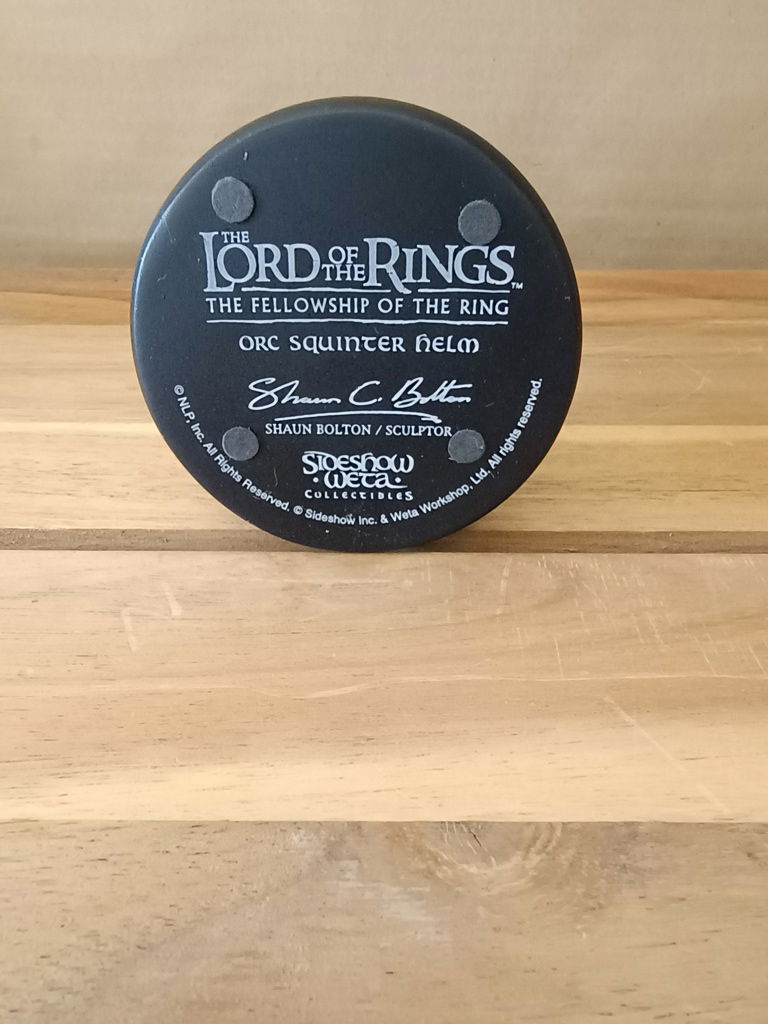 THE
LORD OF THE RINGS™
THE FELLOWSHIP OF THE RING
ORC SQUINTER HELM
Shaun C. Bolton
SHAUN BOLTON / SCULPTOR
SIDESHOW
·WETA·
COLLECTIBLES
© NLP, Inc. All Rights Reserved. © Sideshow Inc. & Weta Workshop, Ltd. All rights reserved.